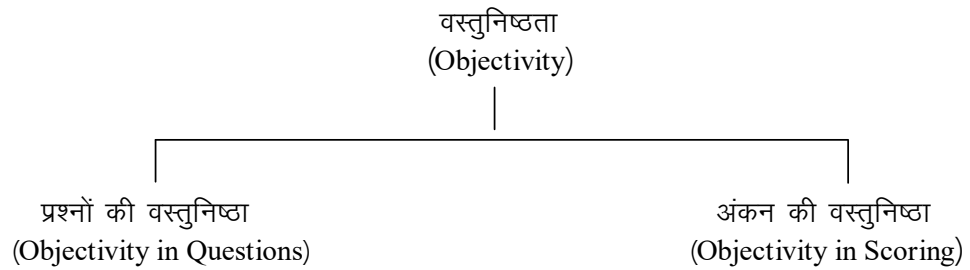 वस्तुनिष्ठता
(Objectivity)
प्रश्नों की वस्तुनिष्ठा
(Objectivity in Questions)
अंकन की वस्तुनिष्ठा
(Objectivity in Scoring)